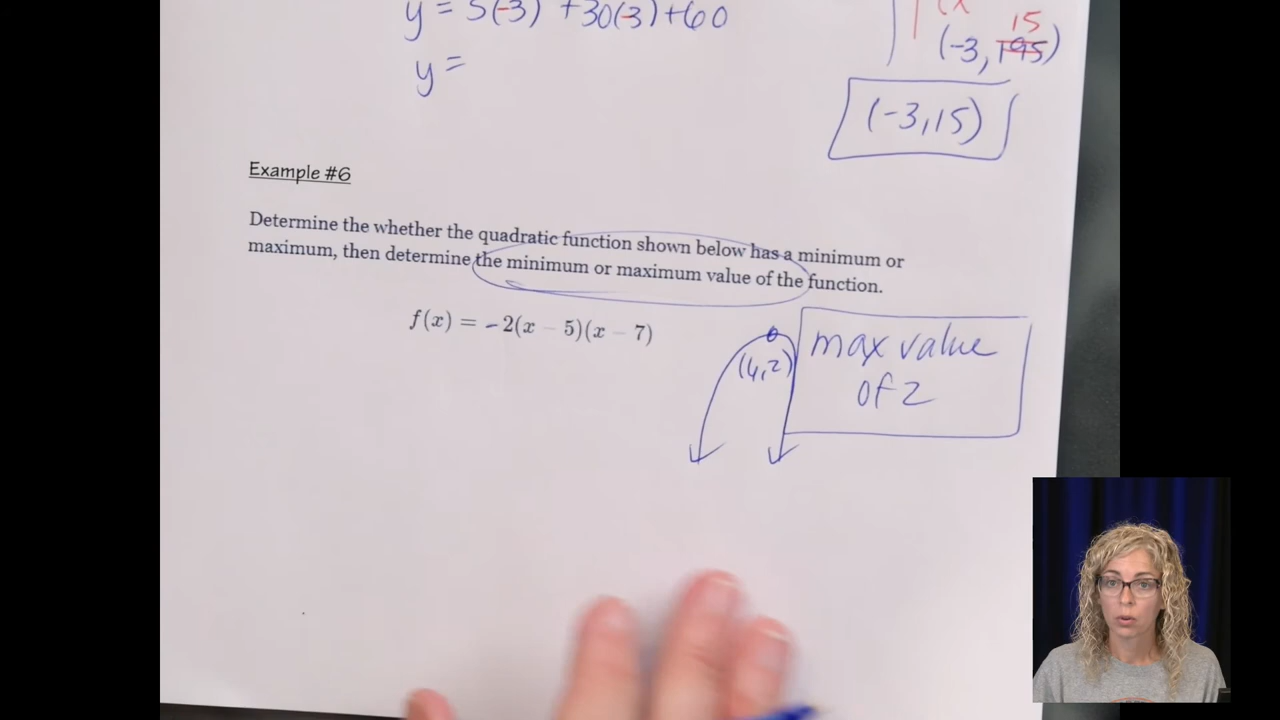 y = 5(-3) +30(-3)+60
15
(-3, 195)
y =
(-3,15)
Example #6
Determine the whether the quadratic function shown below has a minimum or
maximum, then determine the minimum or maximum value of the function.
f(x) = -2(x - 5)(x - 7)
max value
of 2
(4,2)